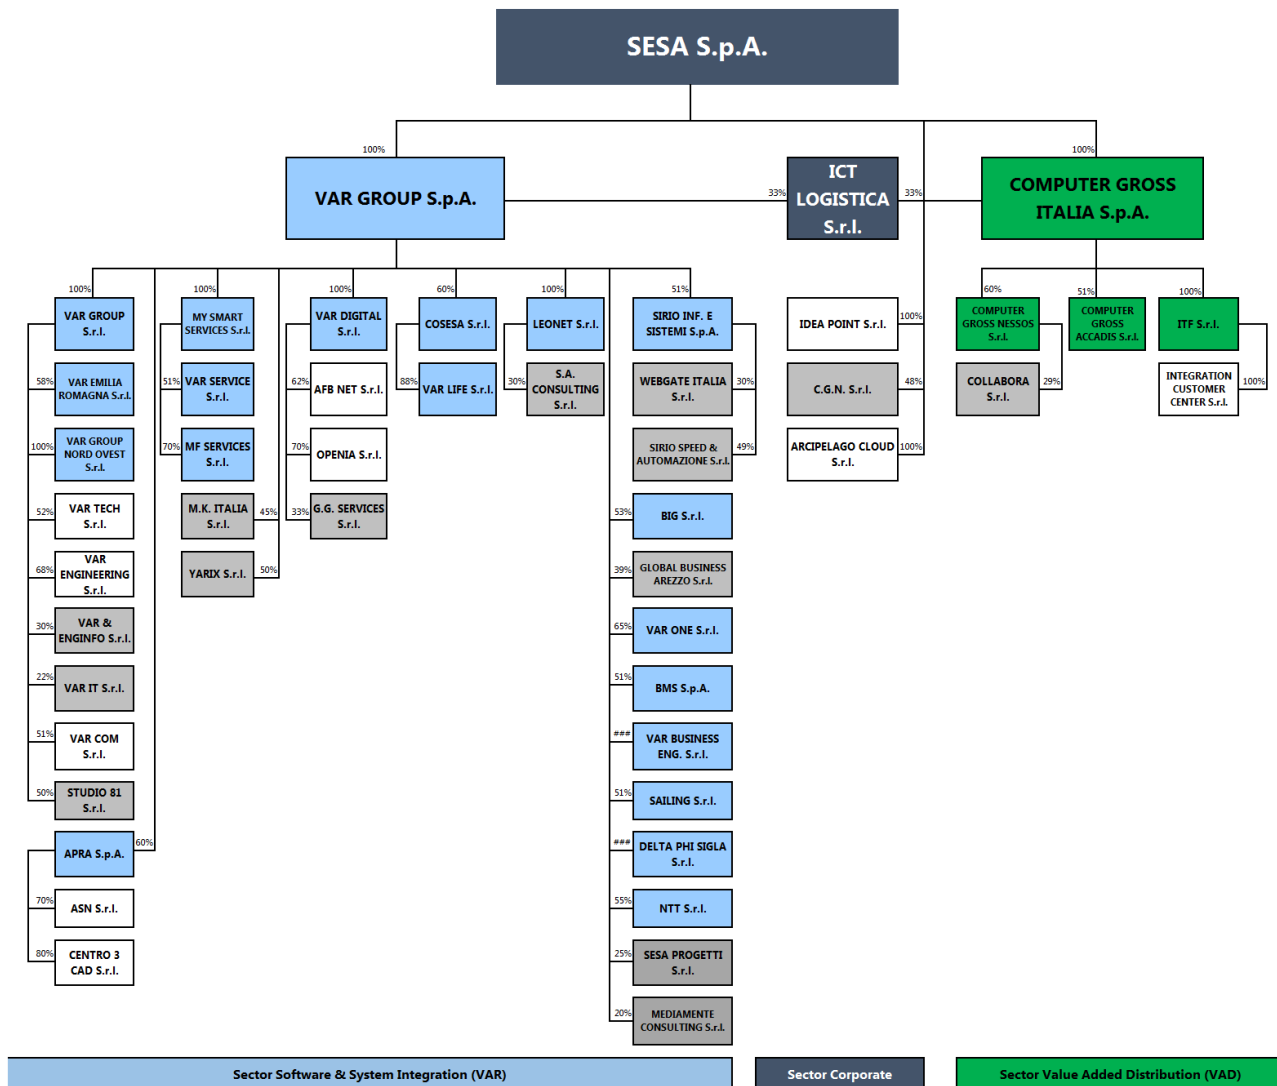 SESA S.p.A.
100%
100%
VAR GROUP S.p.A.
33%
ICT
LOGISTICA
S.r.l.
33%
COMPUTER GROSS
ITALIA S.p.A.
100%
100%
100%
60%
100%
51%
60%
51%
100%
VAR GROUP
S.r.l.
MY SMART
SERVICES S.r.l.
VAR DIGITAL
S.r.l.
COSESA S.r.l.
LEONET S.r.l.
SIRIO INF. E
SISTEMI S.p.A.
IDEA POINT S.r.l.
100%
COMPUTER
GROSS NESSOS
S.r.l.
COMPUTER
GROSS
ACCADIS S.r.l.
ITF S.r.l.
58%
VAR EMILIA
ROMAGNA S.r.l.
51%
VAR SERVICE
S.r.l.
62%
AFB NET S.r.l.
88%
VAR LIFE S.r.l.
30%
S.A.
CONSULTING
S.r.l.
WEBGATE ITALIA
S.r.l.
30%
C.G.N. S.r.l.
48%
COLLABORA
S.r.l.
29%
INTEGRATION
CUSTOMER
CENTER S.r.l.
100%
100%
VAR GROUP
NORD OVEST
S.r.l.
70%
MF SERVICES
S.r.l.
70%
OPENIA S.r.l.
SIRIO SPEED &
AUTOMAZIONE S.r.l.
49%
ARCIPELAGO CLOUD
S.r.l.
100%
52%
VAR TECH
S.r.l.
M.K. ITALIA
S.r.l.
45%
33%
G.G. SERVICES
S.r.l.
53%
BIG S.r.l.
68%
VAR
ENGINEERING
S.r.l.
YARIX S.r.l.
50%
39%
GLOBAL BUSINESS
AREZZO S.r.l.
30%
VAR &
ENGINFO S.r.l.
65%
VAR ONE S.r.l.
22%
VAR IT S.r.l.
51%
BMS S.p.A.
51%
VAR COM
S.r.l.
###
VAR BUSINESS
ENG. S.r.l.
50%
STUDIO 81
S.r.l.
51%
SAILING S.r.l.
APRA S.p.A.
60%
###
DELTA PHI SIGLA
S.r.l.
70%
ASN S.r.l.
55%
NTT S.r.l.
80%
CENTRO 3
CAD S.r.l.
25%
SESA PROGETTI
S.r.l.
20%
MEDIAMENTE
CONSULTING S.r.l.
Sector Software & System Integration (VAR)
Sector Corporate
Sector Value Added Distribution (VAD)